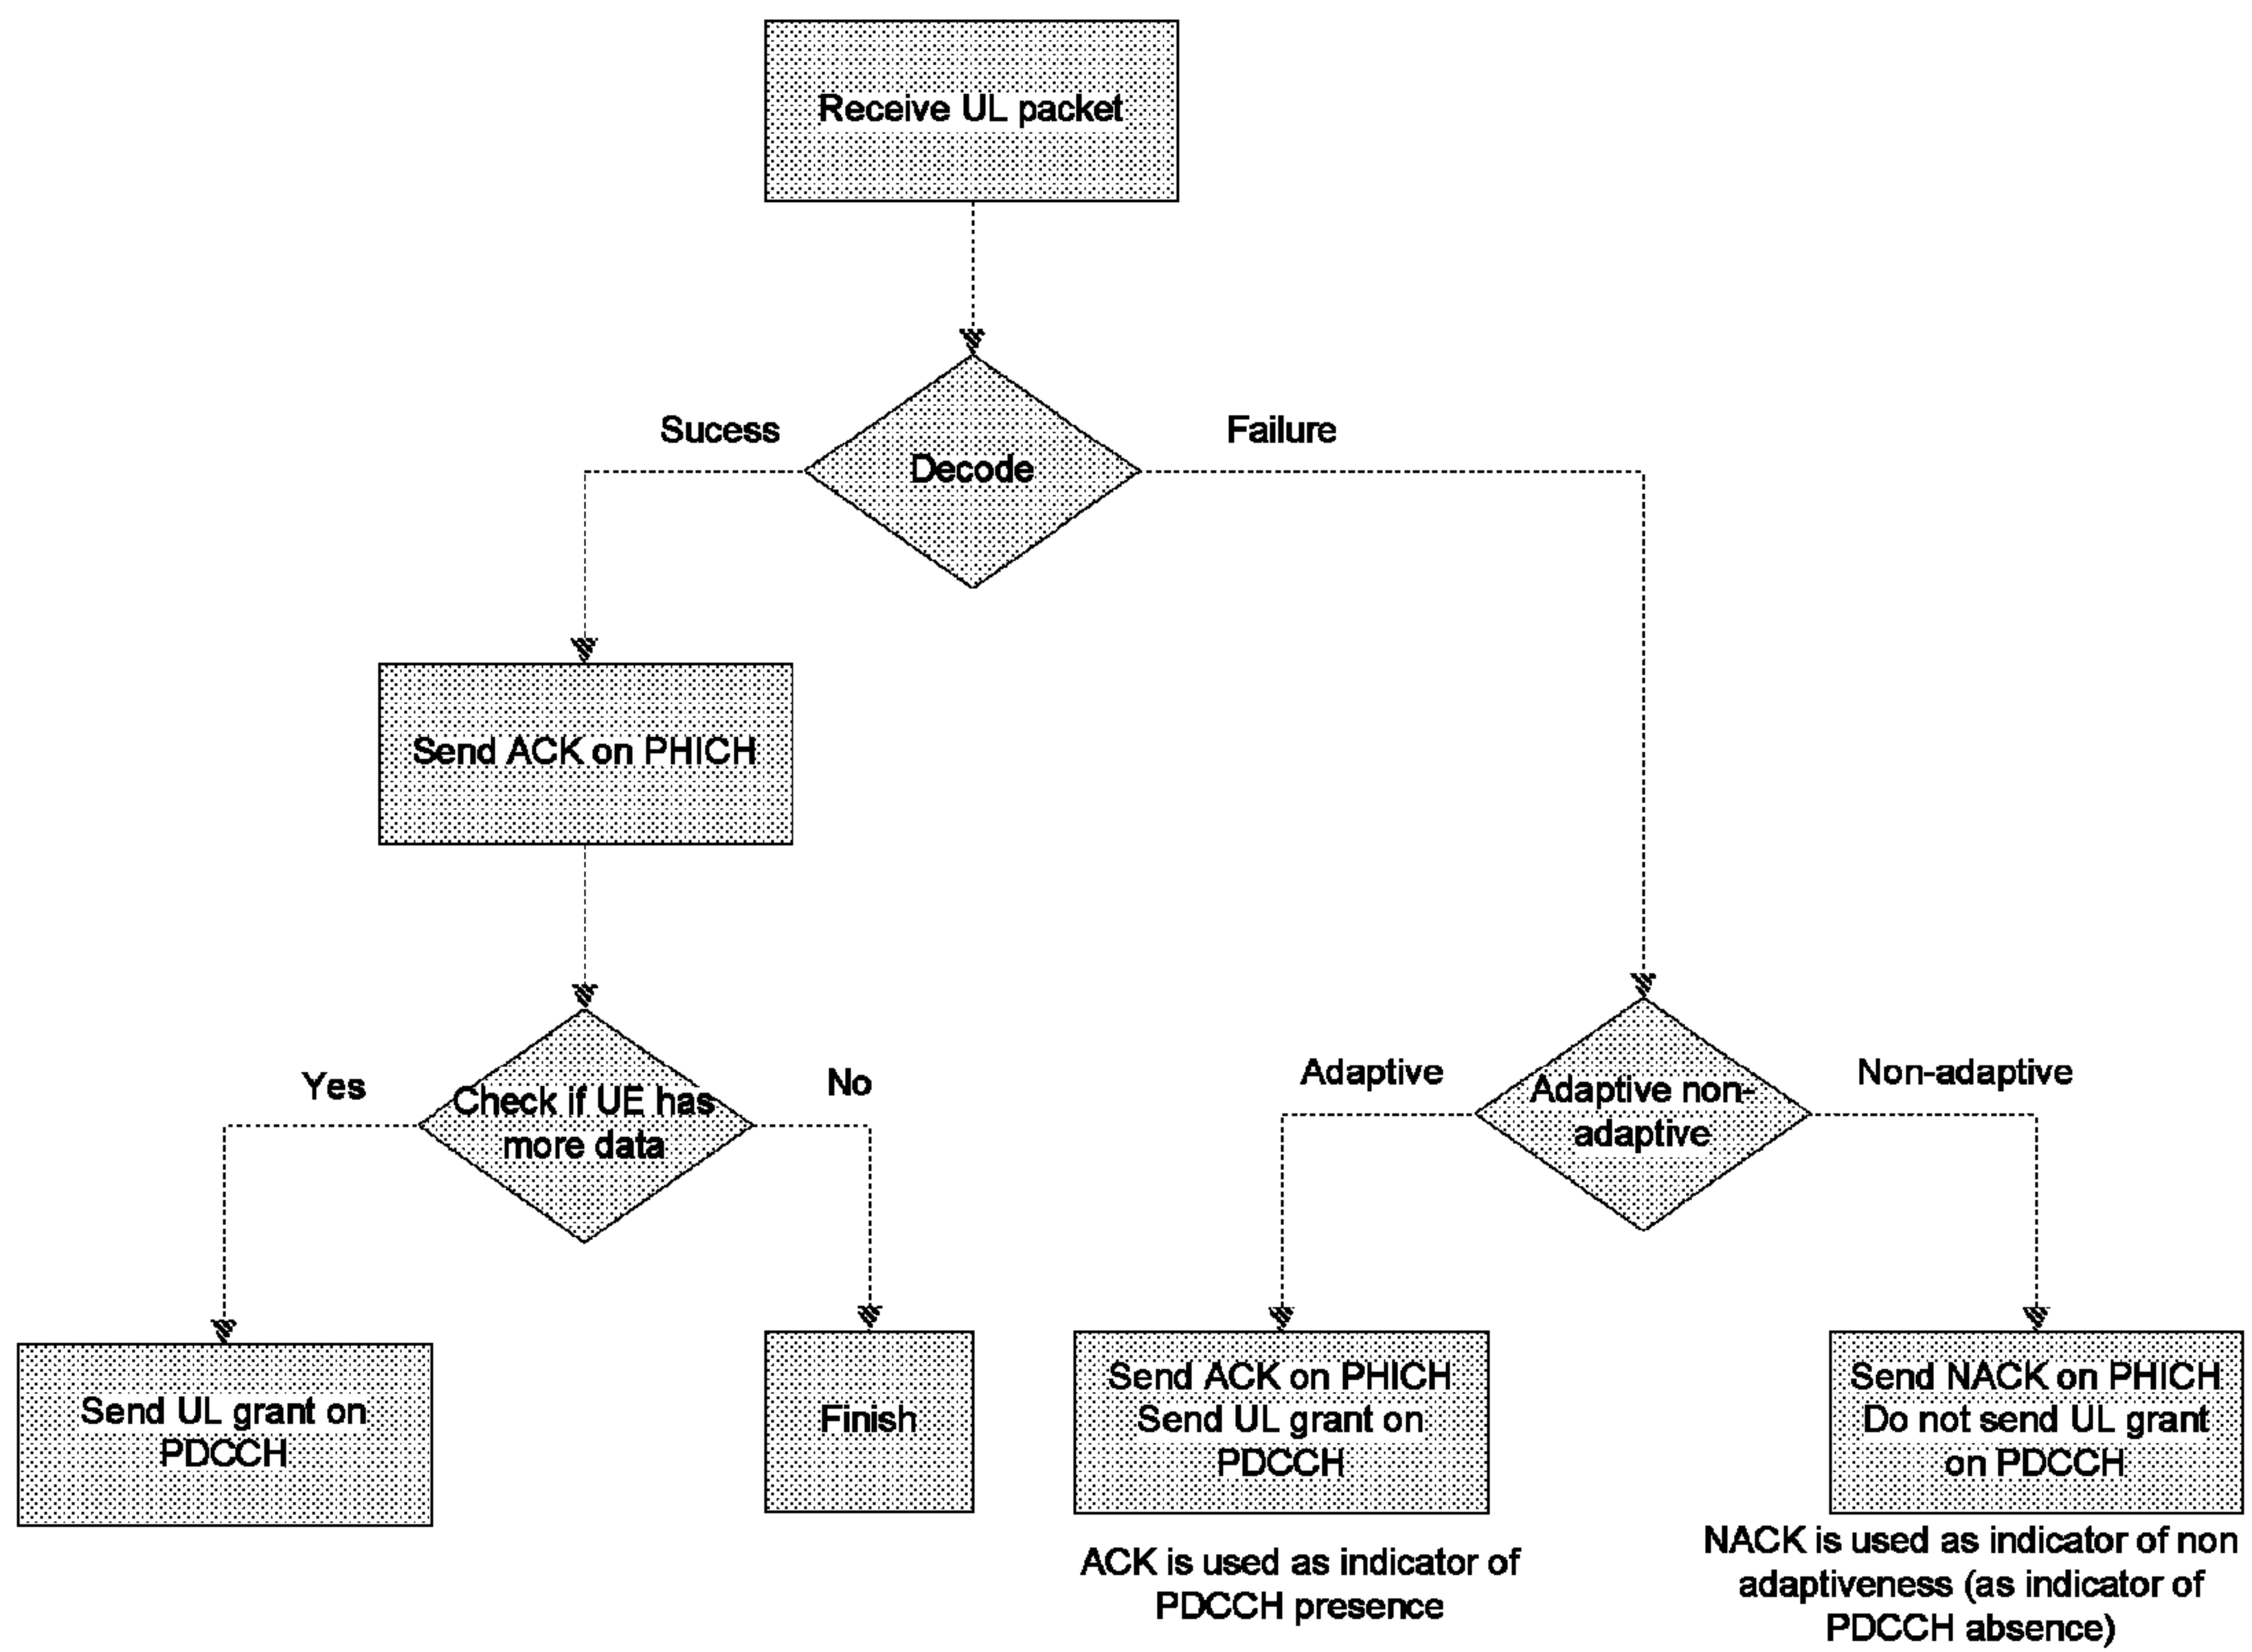 Receive UL packet
Sucess
Failure
Decode
Send ACK on PHICH
Yes
Check if UE has
more data
No
Adaptive
Adaptive non-
adaptive
Non-adaptive
Send UL grant on
PDCCH
Finish
Send ACK on PHICH
Send UL grant on
PDCCH
Send NACK on PHICH
Do not send UL grant
on PDCCH
ACK is used as indicator of
PDCCH presence
NACK is used as indicator of non
adaptiveness (as indicator of
PDCCH absence)